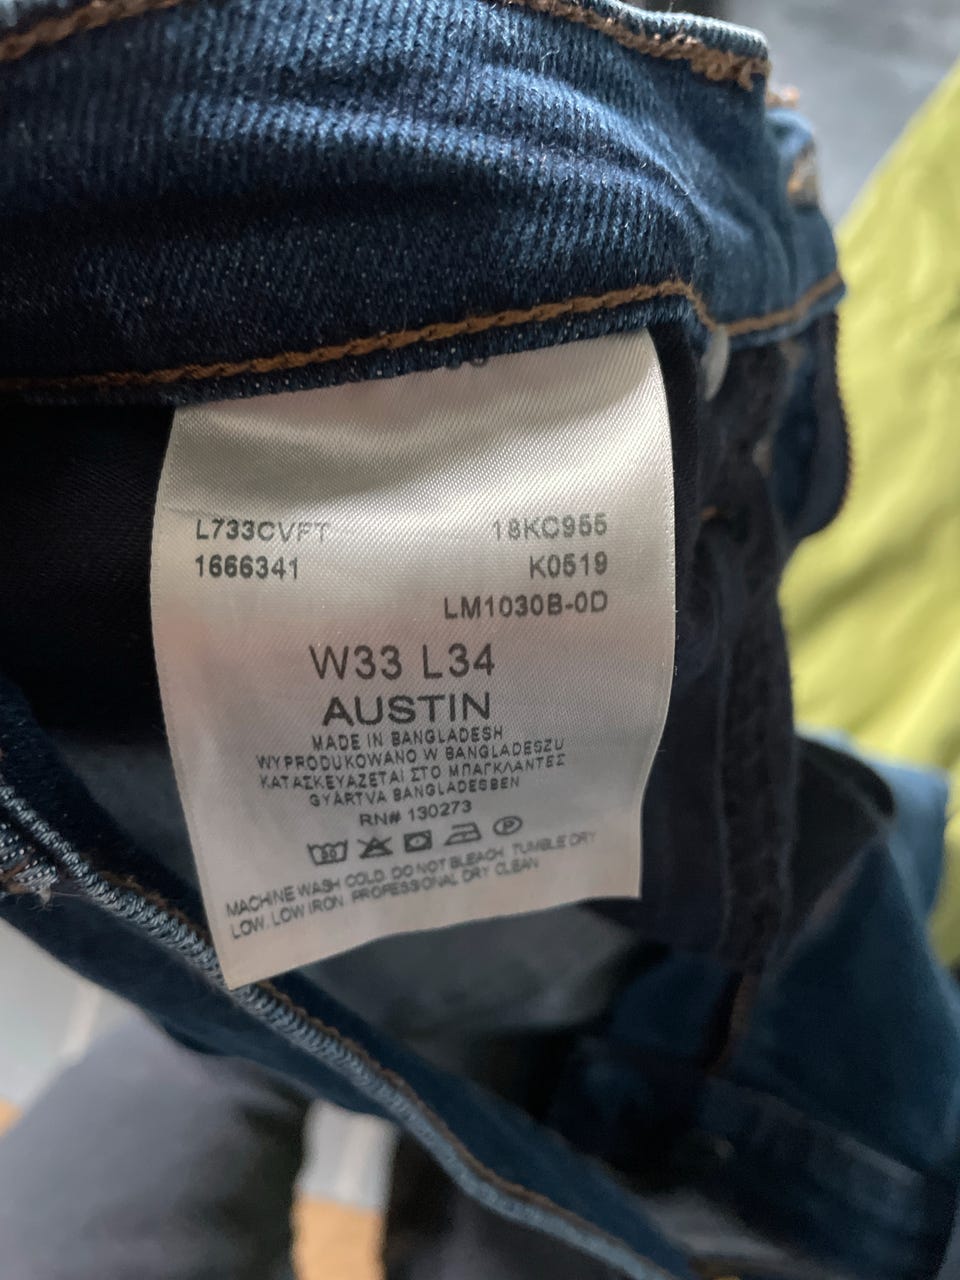 L733CVFT 18KC955
1666341 K0519
LM1030B-0D
W33 L34
AUSTIN
MADE IN BANGLADESH
WYPRODUKOWANO W BANGLADESZU
ΚΑΤΑΣΚΕΥΑΖΕΤΑΙ ΣΤΟ ΜΠΑΓΚΛΑΝΤΕΣ
GYÁRTVA BANGLADESBEN
RN# 130273
30 P
MACHINE WASH COLD. DO NOT BLEACH. TUMBLE DRY
LOW. LOW IRON. PROFESSIONAL DRY CLEAN